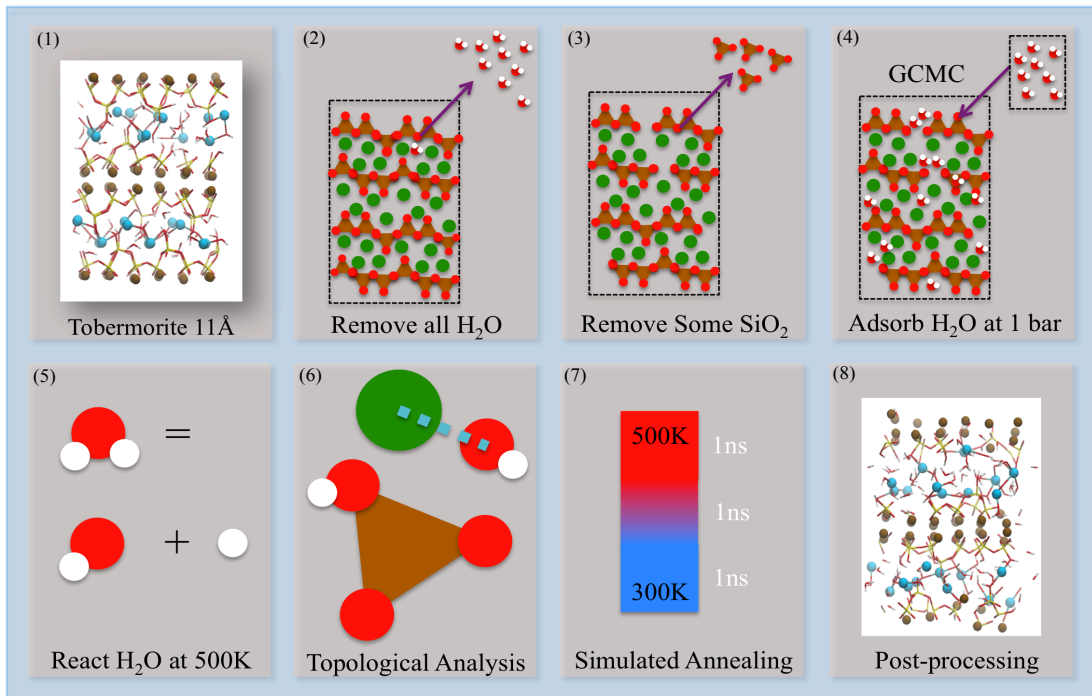 (1)
Tobermorite 11Å
(2)
Remove all H₂O
(3)
Remove Some SiO₂
(4)
GCMC
Adsorb H₂O at 1 bar
(5)
=
+
React H₂O at 500K
(6)
Topological Analysis
(7)
500K
1ns
1ns
1ns
300K
Simulated Annealing
(8)
Post-processing